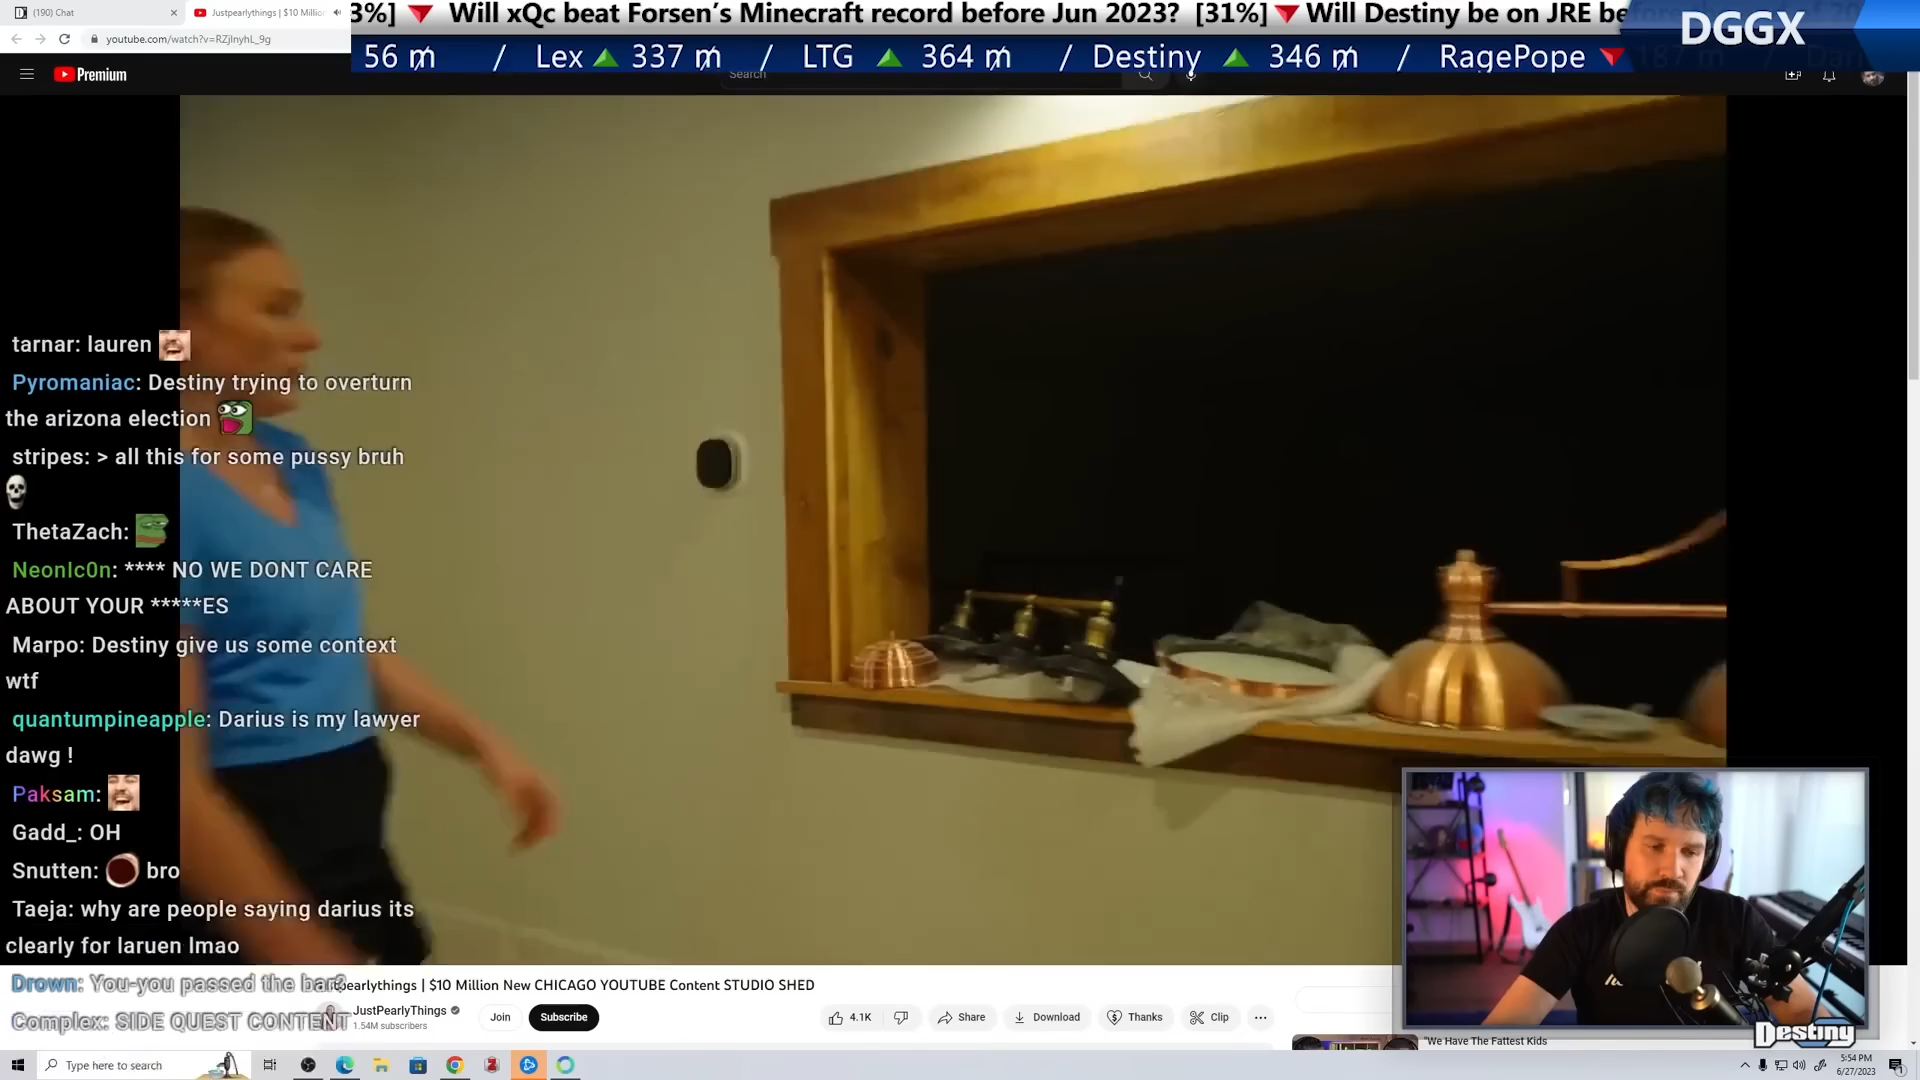 (190) Chat
Justpearlythings | $10 Millio
3%] Will xQc beat Forsen's Minecraft record before Jun 2023? [31%] Will Destiny be on JRE be
DGGX
youtube.com/watch?v=RZjlnyhL_9g
56 ₥ / Lex 337 ₥ / LTG 364 ₥ / Destiny 346 ₥ / RagePope 187
Premium
Search
tarnar: lauren
Pyromaniac: Destiny trying to overturn
the arizona election
stripes: > all this for some pussy bruh
ThetaZach:
NeonIc0n: **** NO WE DONT CARE
ABOUT YOUR *****ES
Marpo: Destiny give us some context
wtf
quantumpineapple: Darius is my lawyer
dawg !
Paksam:
Gadd_: OH
Snutten: bro
Taeja: why are people saying darius its
clearly for laruen lmao
Drown: You-you passed the bar?
Complex: SIDE QUEST CONTENT
pearlythings | $10 Million New CHICAGO YOUTUBE Content STUDIO SHED
JustPearlyThings
1.54M subscribers
Join
Subscribe
4.1K
Share
Download
Thanks
Clip
Destiny
"We Have The Fattest Kids
Type here to search
5:54 PM
6/27/2023